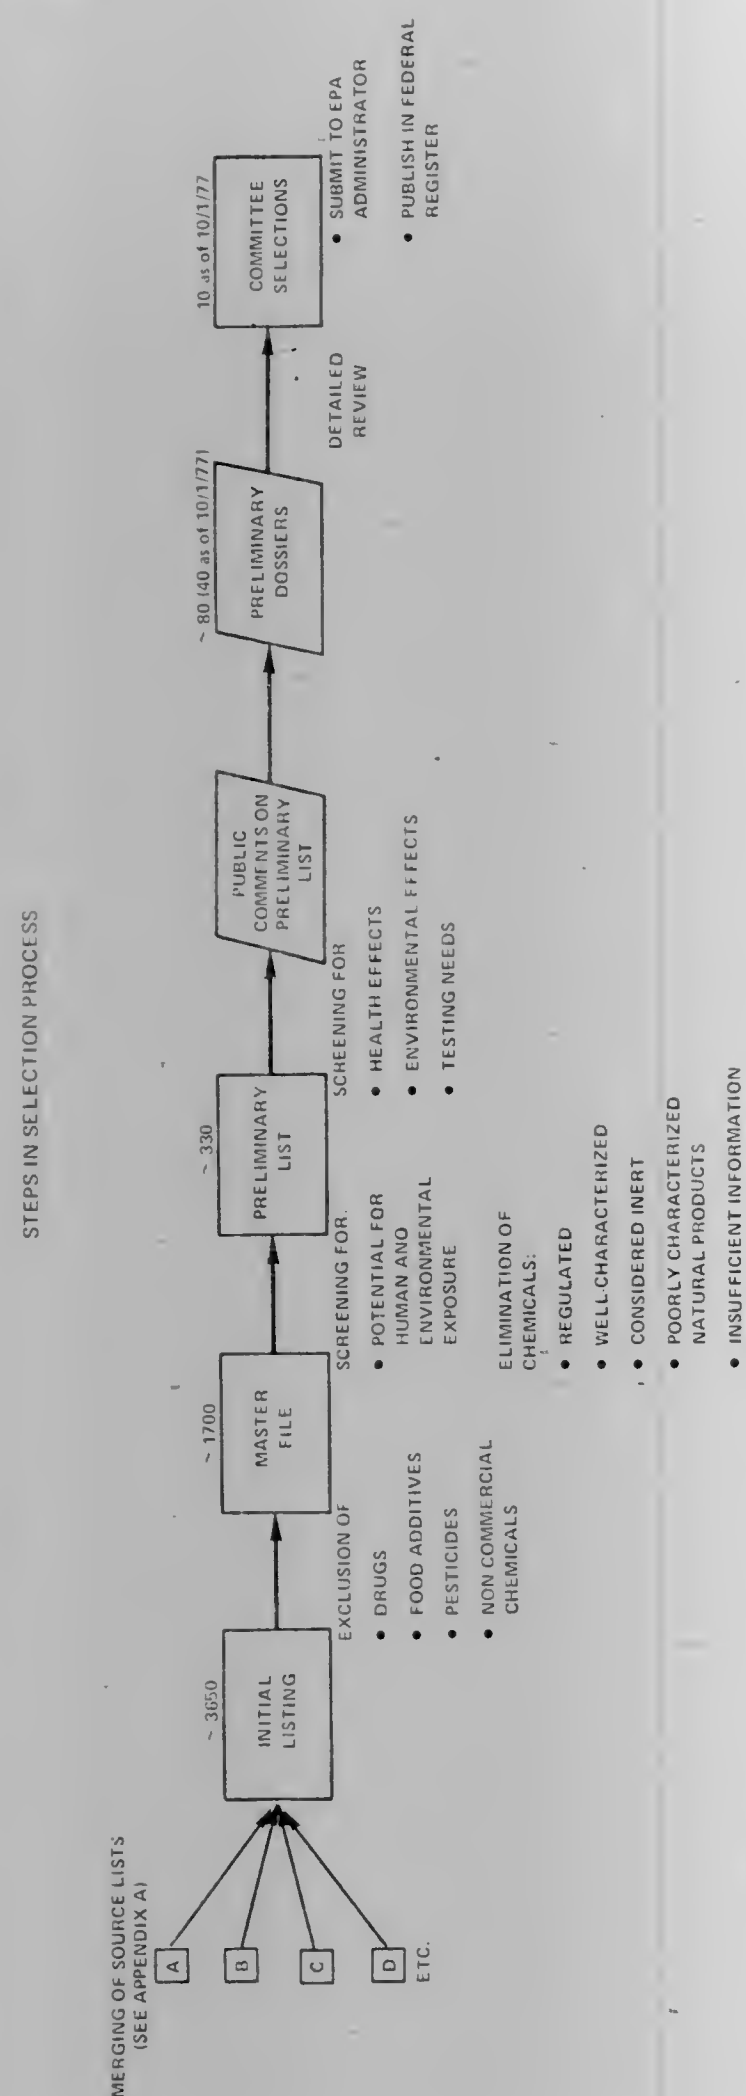 STEPS IN SELECTION PROCESS
MERGING OF SOURCE LISTS
(SEE APPENDIX A)
A
B
C
D
ETC.
~ 3650
INITIAL
LISTING
EXCLUSION OF
• DRUGS
• FOOD ADDITIVES
• PESTICIDES
• NON COMMERCIAL
CHEMICALS
~ 1700
MASTER
FILE
SCREENING FOR.
• POTENTIAL FOR
HUMAN AND
ENVIRONMENTAL
EXPOSURE
ELIMINATION OF
CHEMICALS:
• REGULATED
• WELL-CHARACTERIZED
• CONSIDERED INERT
• POORLY CHARACTERIZED
NATURAL PRODUCTS
• INSUFFICIENT INFORMATION
~ 330
PRELIMINARY
LIST
SCREENING FOR
• HEALTH EFFECTS
• ENVIRONMENTAL EFFECTS
• TESTING NEEDS
PUBLIC
COMMENTS ON
PRELIMINARY
LIST
~ 80 (40 as of 10/1/77)
PRELIMINARY
DOSSIERS
DETAILED
REVIEW
10 as of 10/1/77
COMMITTEE
SELECTIONS
• SUBMIT TO EPA
ADMINISTRATOR
• PUBLISH IN FEDERAL
REGISTER